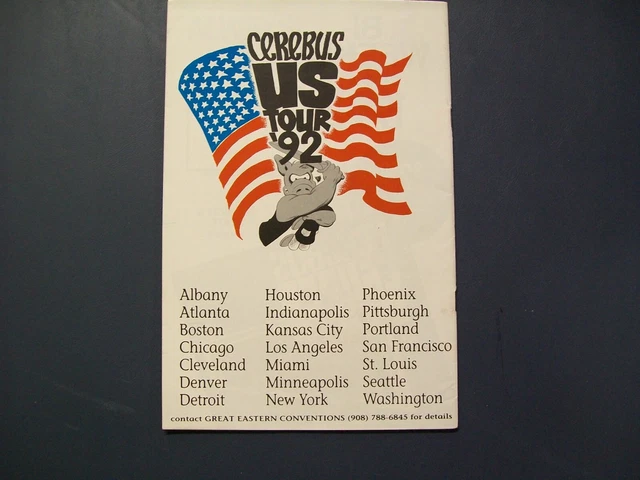 CEREBUS
US
TOUR
'92
Albany
Atlanta
Boston
Chicago
Cleveland
Denver
Detroit
Houston
Indianapolis
Kansas City
Los Angeles
Miami
Minneapolis
New York
Phoenix
Pittsburgh
Portland
San Francisco
St. Louis
Seattle
Washington
contact GREAT EASTERN CONVENTIONS (908) 788-6845 for details